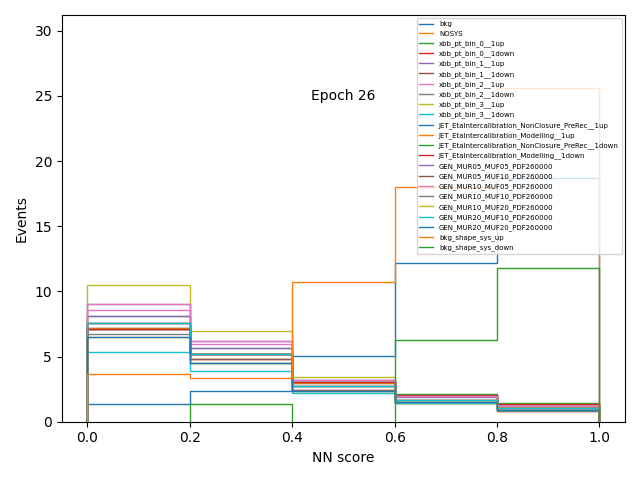 30
25
20
15
10
5
0
Events
Epoch 26
bkg
NOSYS
xbb_pt_bin_0__1up
xbb_pt_bin_0__1down
xbb_pt_bin_1__1up
xbb_pt_bin_1__1down
xbb_pt_bin_2__1up
xbb_pt_bin_2__1down
xbb_pt_bin_3__1up
xbb_pt_bin_3__1down
JET_EtaIntercalibration_NonClosure_PreRec__1up
JET_EtaIntercalibration_Modelling__1up
JET_EtaIntercalibration_NonClosure_PreRec__1down
JET_EtaIntercalibration_Modelling__1down
GEN_MUR05_MUF05_PDF260000
GEN_MUR05_MUF10_PDF260000
GEN_MUR10_MUF05_PDF260000
GEN_MUR10_MUF10_PDF260000
GEN_MUR10_MUF20_PDF260000
GEN_MUR20_MUF10_PDF260000
GEN_MUR20_MUF20_PDF260000
bkg_shape_sys_up
bkg_shape_sys_down
0.0 0.2 0.4 0.6 0.8 1.0
NN score